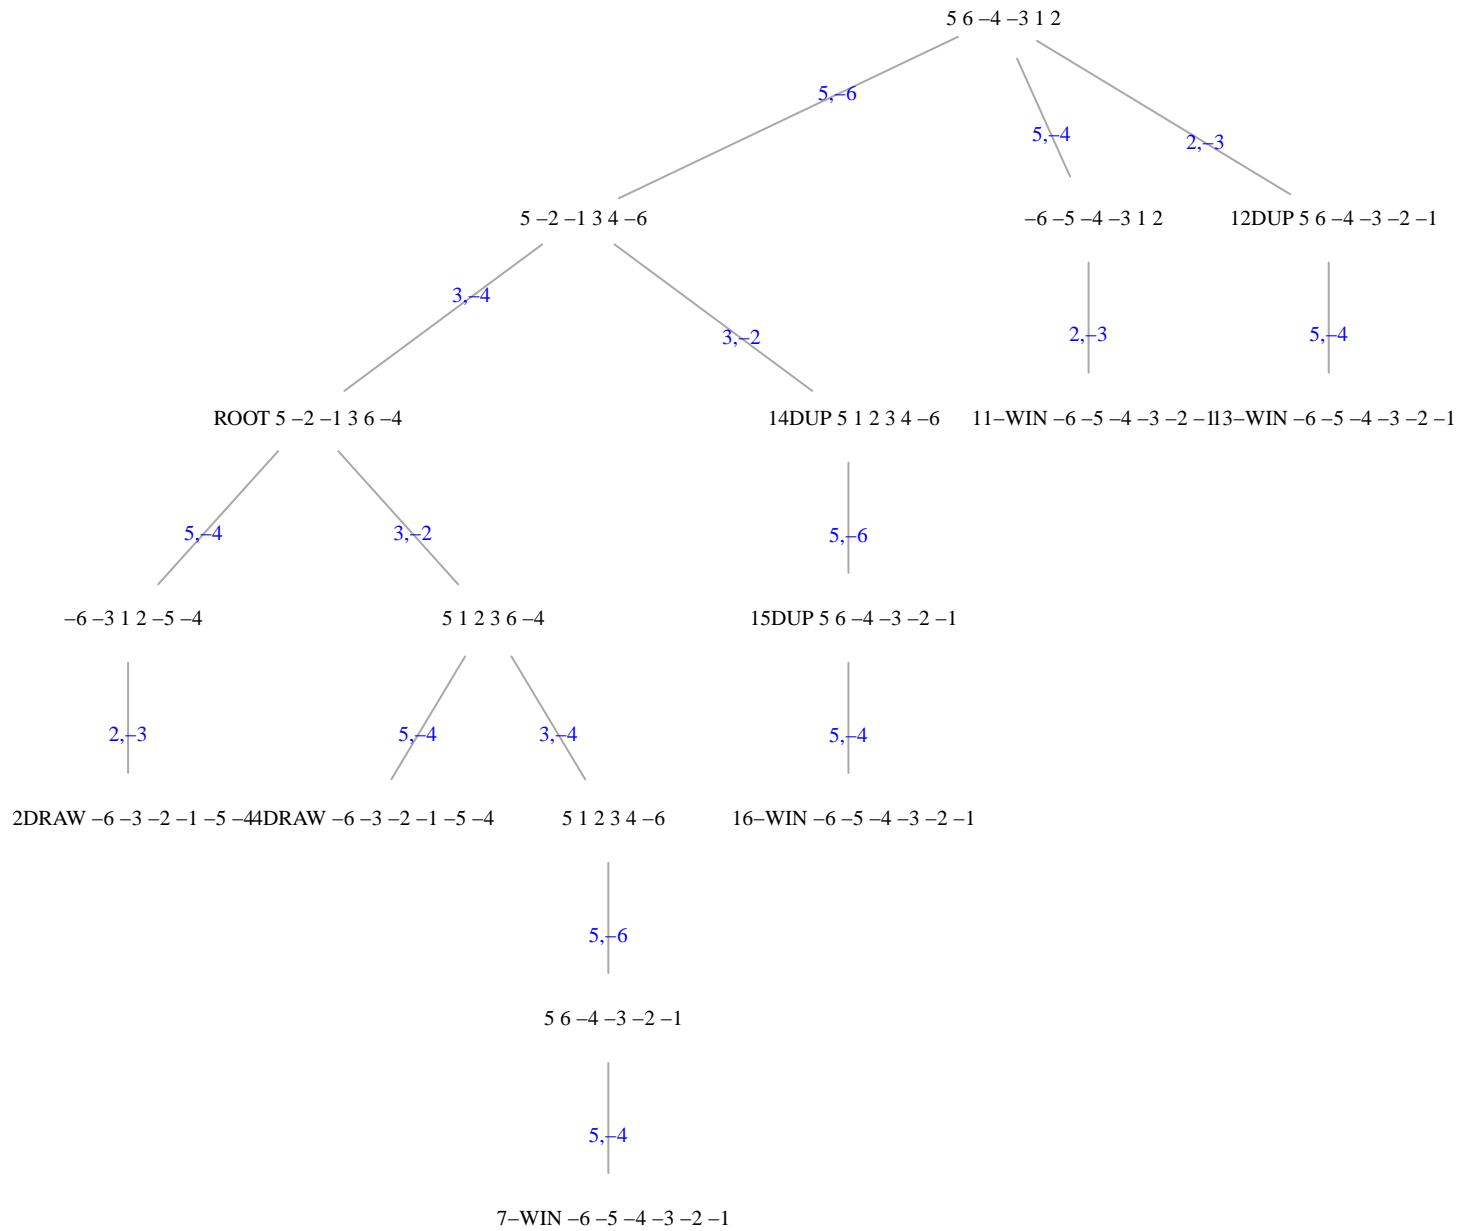 5 6 −4 −3 1 2
5,−6
5,−4
2,−3
5 −2 −1 3 4 −6
−6 −5 −4 −3 1 2
12DUP 5 6 −4 −3 −2 −1
3,−4
3,−2
2,−3
5,−4
ROOT 5 −2 −1 3 6 −4
14DUP 5 1 2 3 4 −6
11−WIN −6 −5 −4 −3 −2 −1
13−WIN −6 −5 −4 −3 −2 −1
5,−4
3,−2
5,−6
−6 −3 1 2 −5 −4
5 1 2 3 6 −4
15DUP 5 6 −4 −3 −2 −1
2,−3
5,−4
3,−4
5,−4
2DRAW −6 −3 −2 −1 −5 −4
4DRAW −6 −3 −2 −1 −5 −4
5 1 2 3 4 −6
16−WIN −6 −5 −4 −3 −2 −1
5,−6
5 6 −4 −3 −2 −1
5,−4
7−WIN −6 −5 −4 −3 −2 −1